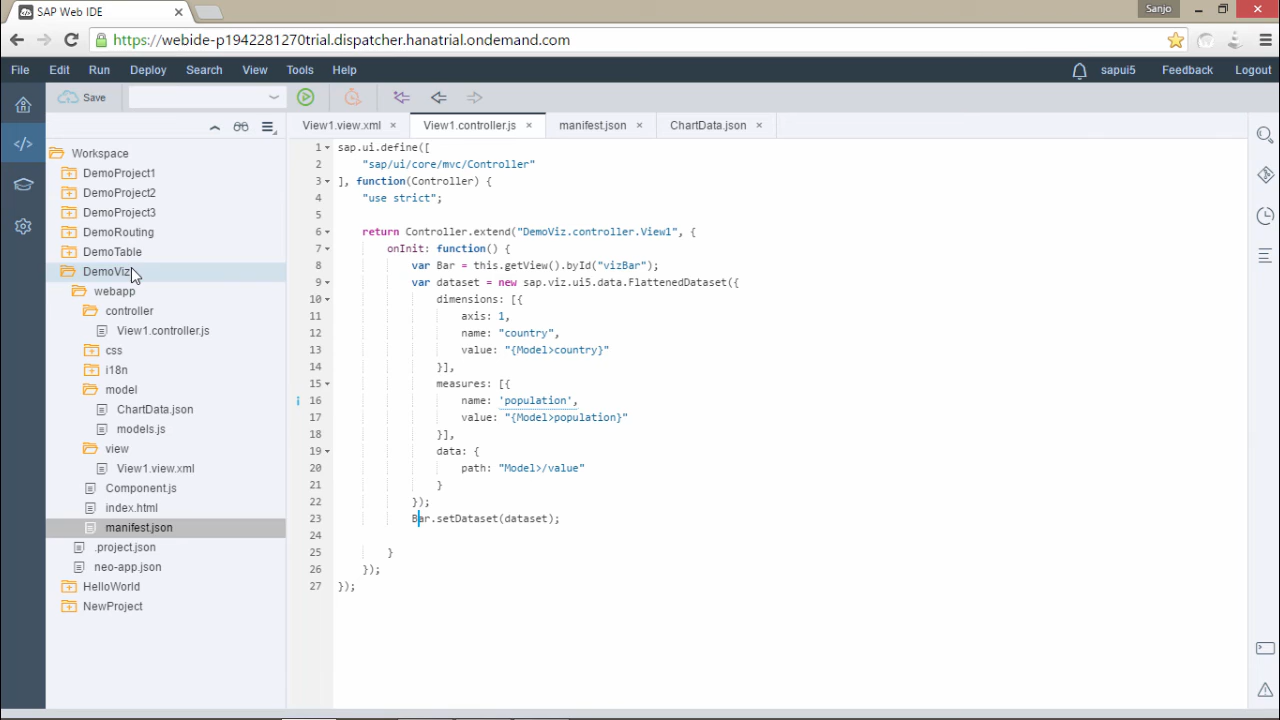 SAP Web IDE
Sanjo
https://webide-p1942281270trial.dispatcher.hanatrial.ondemand.com
File Edit Run Deploy Search View Tools Help sapui5 Feedback Logout
Save
View1.view.xml View1.controller.js manifest.json ChartData.json
Workspace
DemoProject1
DemoProject2
DemoProject3
DemoRouting
DemoTable
DemoViz
webapp
controller
View1.controller.js
css
i18n
model
ChartData.json
models.js
view
View1.view.xml
Component.js
index.html
manifest.json
.project.json
neo-app.json
HelloWorld
NewProject
1 sap.ui.define([
2 "sap/ui/core/mvc/Controller"
3 ], function(Controller) {
4 "use strict";
5
6 return Controller.extend("DemoViz.controller.View1", {
7 onInit: function() {
8 var Bar = this.getView().byId("vizBar");
9 var dataset = new sap.viz.ui5.data.FlattenedDataset({
10 dimensions: [{
11 axis: 1,
12 name: "country",
13 value: "{Model>country}"
14 }],
15 measures: [{
16 name: 'population',
17 value: "{Model>population}"
18 }],
19 data: {
20 path: "Model>/value"
21 }
22 });
23 Bar.setDataset(dataset);
24
25 }
26 });
27 });